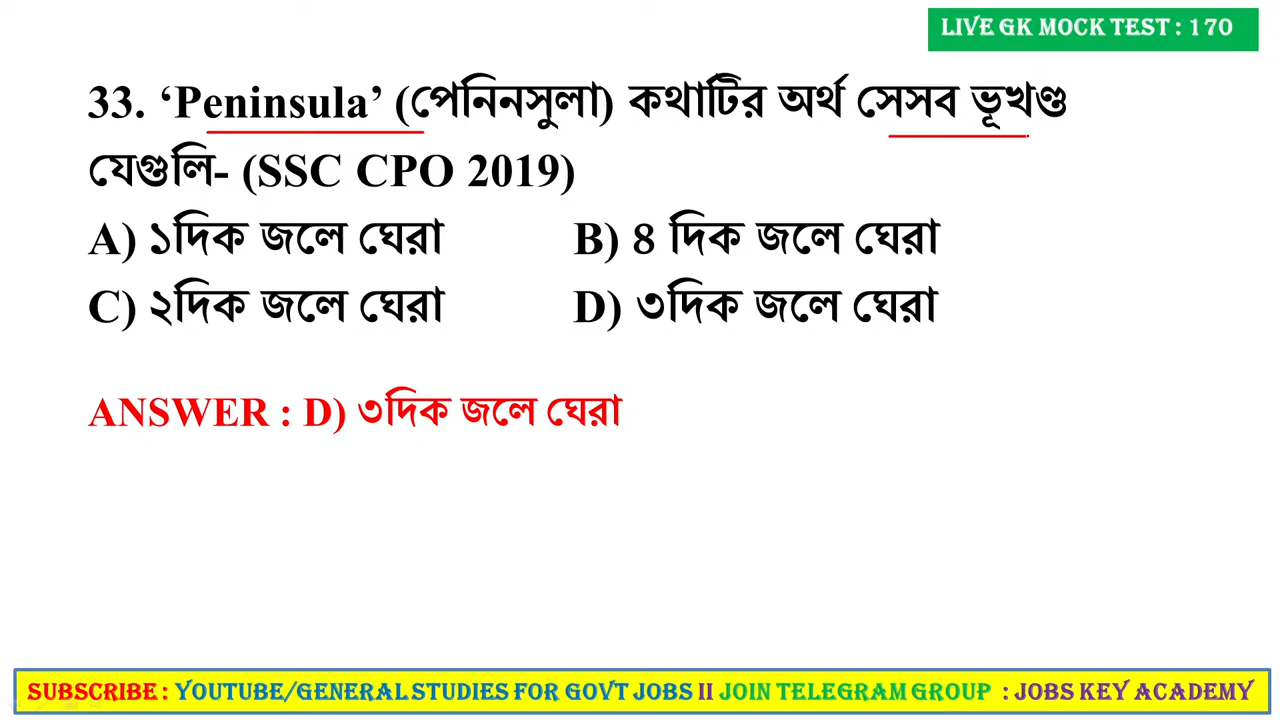 LIVE GK MOCK TEST : 170
33. ‘Peninsula’ (পেনিনসুলা) কথাটির অর্থ সেসব ভূখণ্ড
যেগুলি- (SSC CPO 2019)
A) ১দিক জলে ঘেরা B) ৪ দিক জলে ঘেরা
C) ২দিক জলে ঘেরা D) ৩দিক জলে ঘেরা
ANSWER : D) ৩দিক জলে ঘেরা
SUBSCRIBE : YOUTUBE/GENERAL STUDIES FOR GOVT JOBS II JOIN TELEGRAM GROUP : JOBS KEY ACADEMY